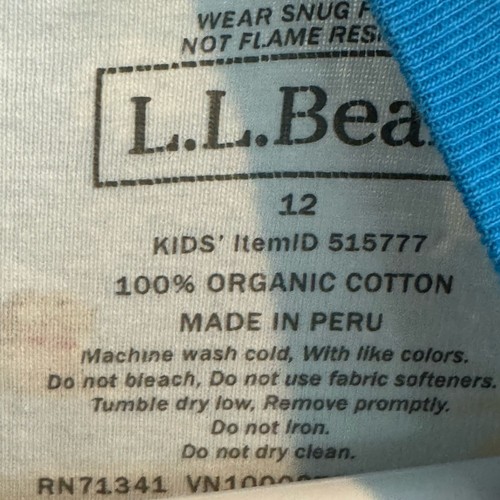 WEAR SNUG
NOT FLAME
L.L.Bea
12
KIDS' ItemID 515777
100% ORGANIC COTTON
MADE IN PERU
Machine wash cold, With like colors.
Do not bleach, Do not use fabric softeners.
Tumble dry low, Remove promptly.
Do not Iron.
Do not dry clean.
RN71341